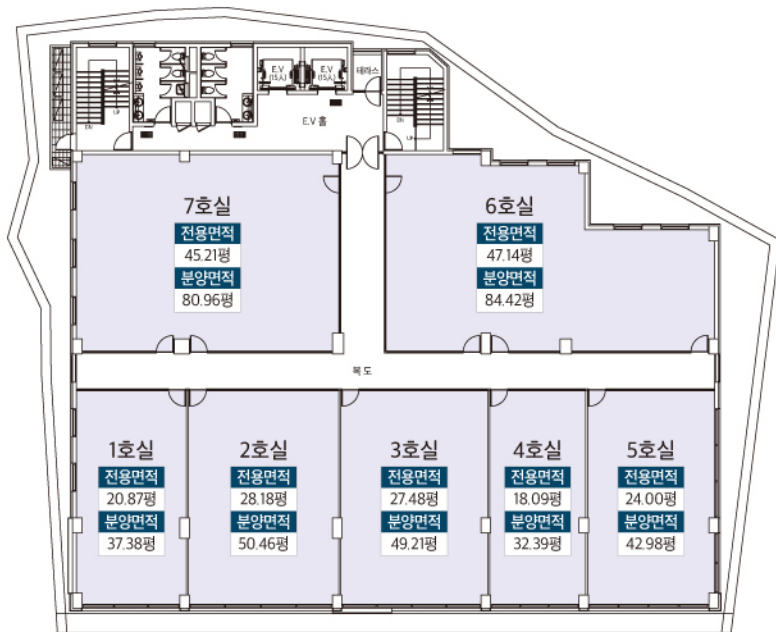 E.V
(15人)
E.V
(15人)
테라스
E.V 홀
DN
UP
DN
UP
7호실
전용면적
45.21평
분양면적
80.96평
6호실
전용면적
47.14평
분양면적
84.42평
복도
1호실
전용면적
20.87평
분양면적
37.38평
2호실
전용면적
28.18평
분양면적
50.46평
3호실
전용면적
27.48평
분양면적
49.21평
4호실
전용면적
18.09평
분양면적
32.39평
5호실
전용면적
24.00평
분양면적
42.98평